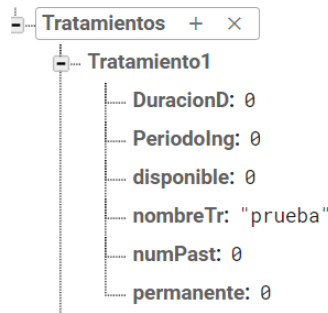 Tratamientos + ×
Tratamiento1
DuracionD: 0
PeriodoIng: 0
disponible: 0
nombreTr: "prueba"
numPast: 0
permanente: 0